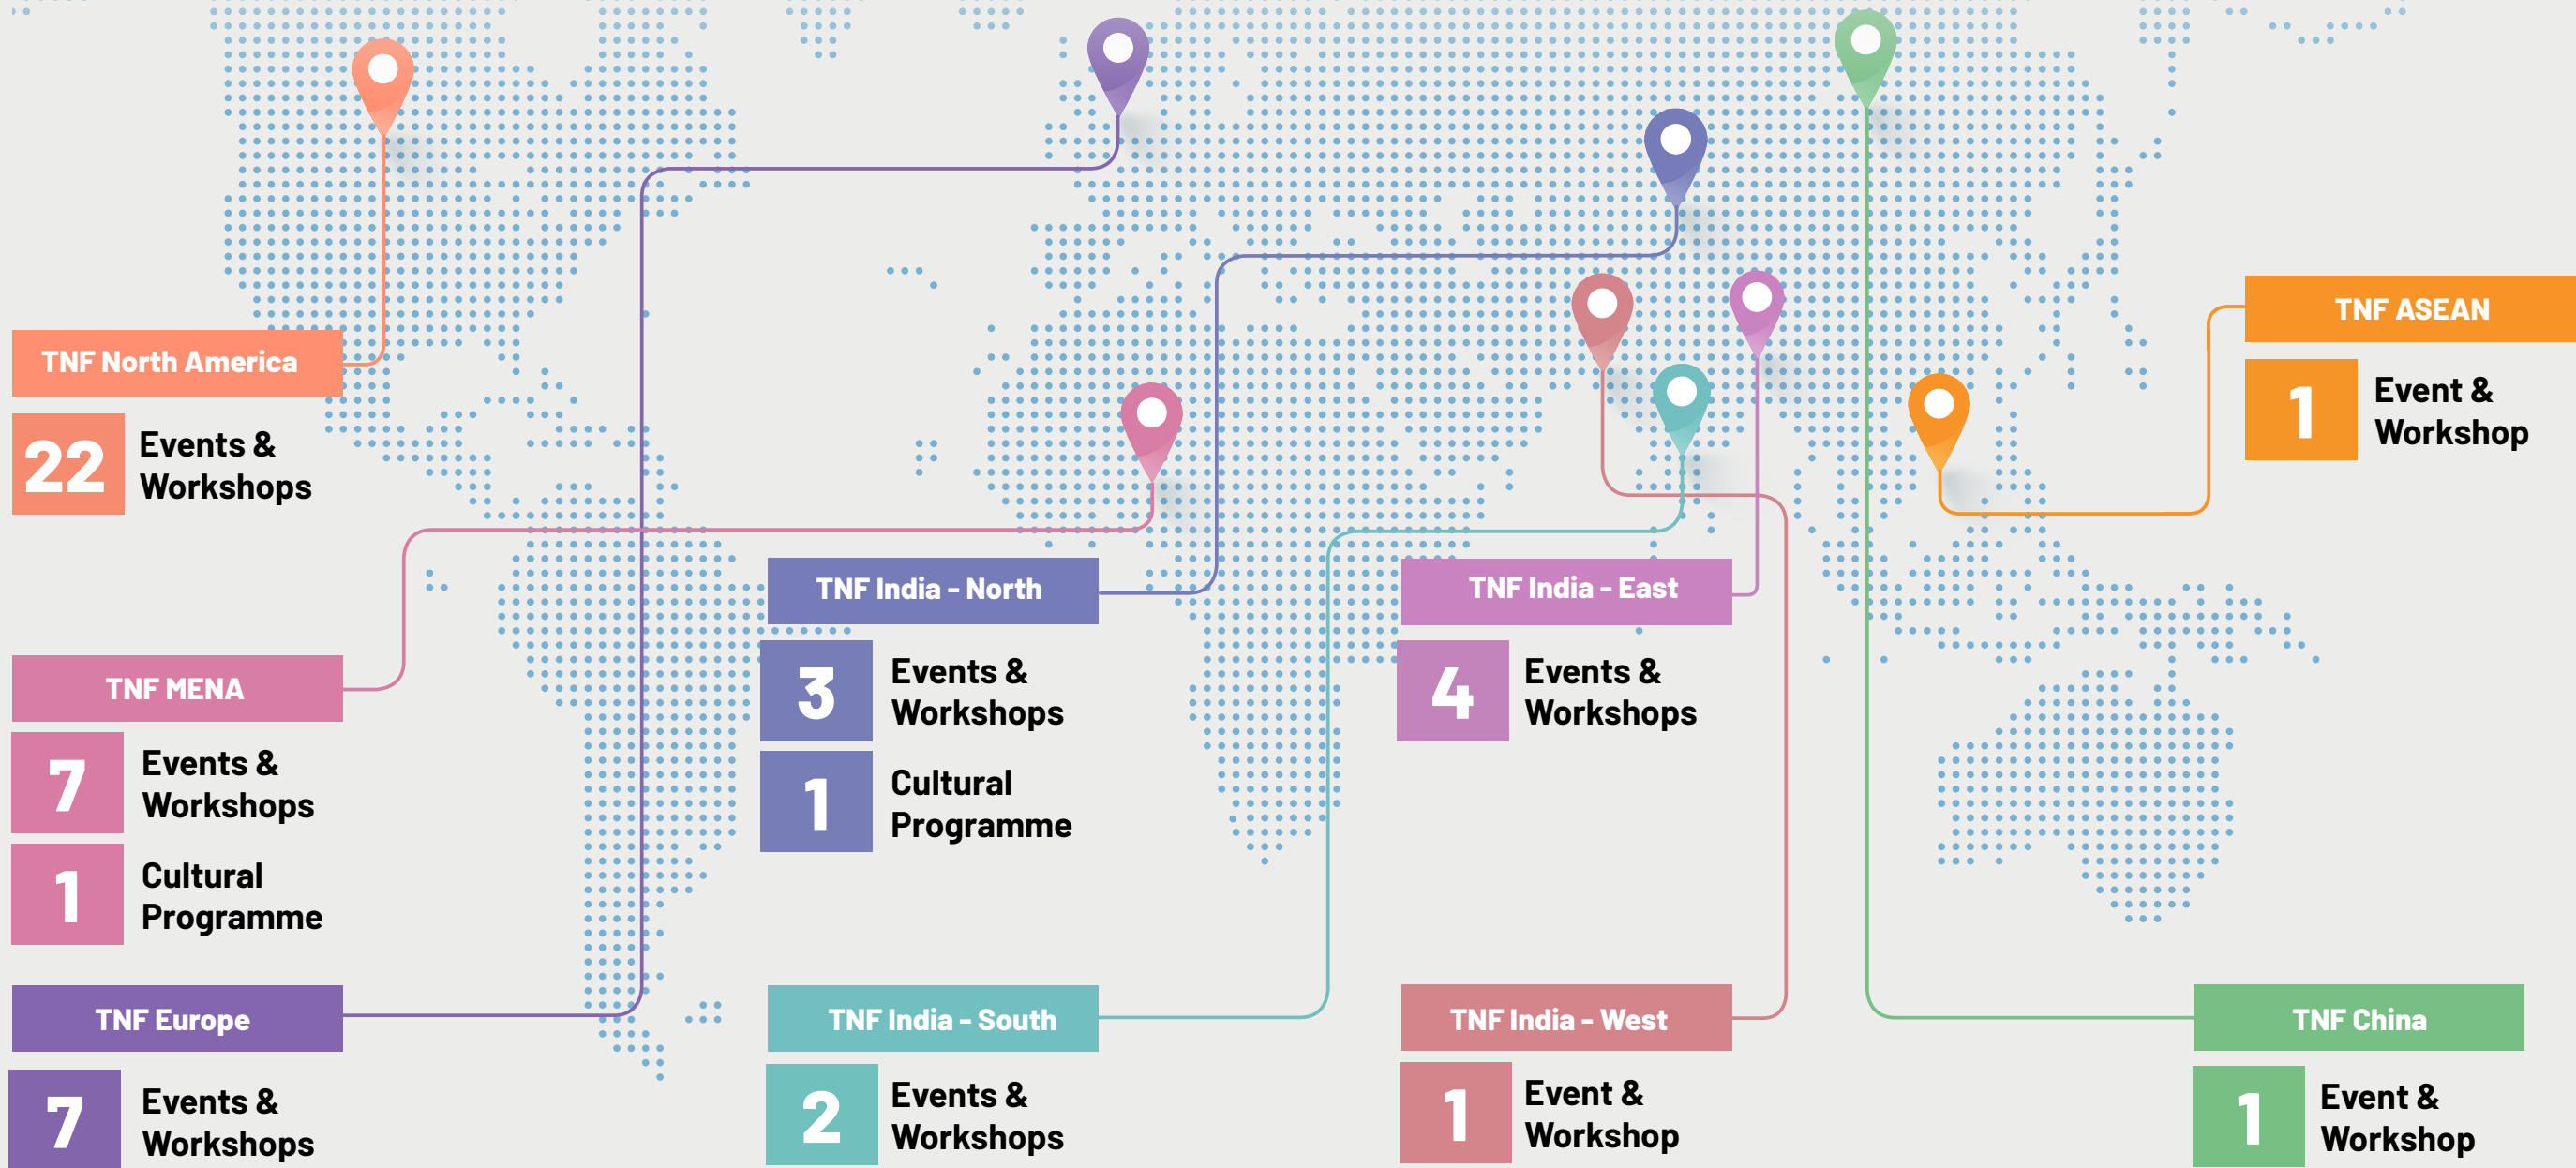 TNF North America
22
Events &
Workshops
TNF MENA
7
Events &
Workshops
1
Cultural
Programme
TNF Europe
7
Events &
Workshops
TNF India - North
3
Events &
Workshops
1
Cultural
Programme
TNF India - South
2
Events &
Workshops
TNF India - East
4
Events &
Workshops
TNF India - West
1
Event &
Workshop
TNF ASEAN
1
Event &
Workshop
TNF China
1
Event &
Workshop